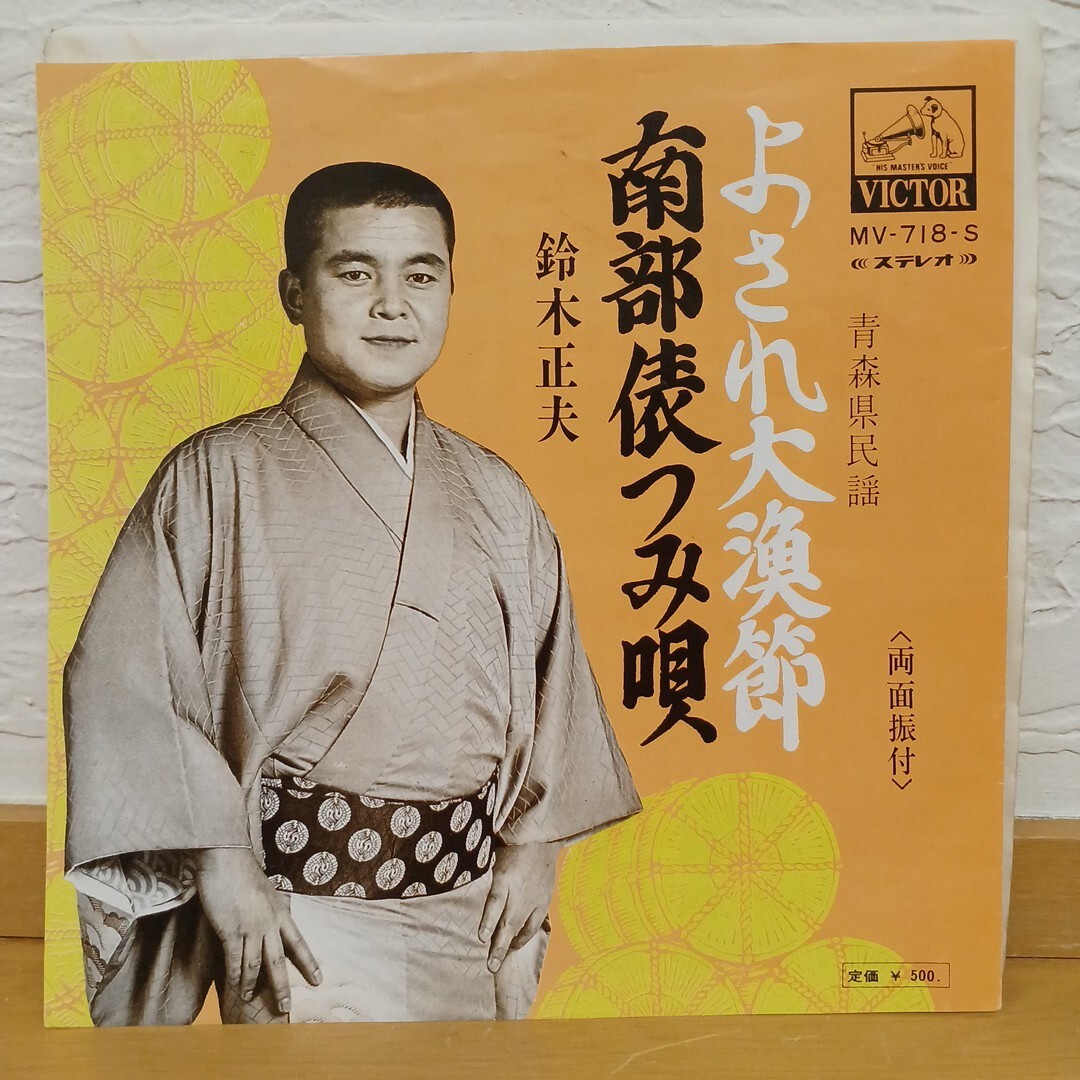 HIS MASTER'S VOICE
VICTOR
MV-718-S
ステレオ
青森県民謡
よされ大漁節
南部俵つみ唄
鈴木正夫
〈両面振付〉
定価 ¥ 500.